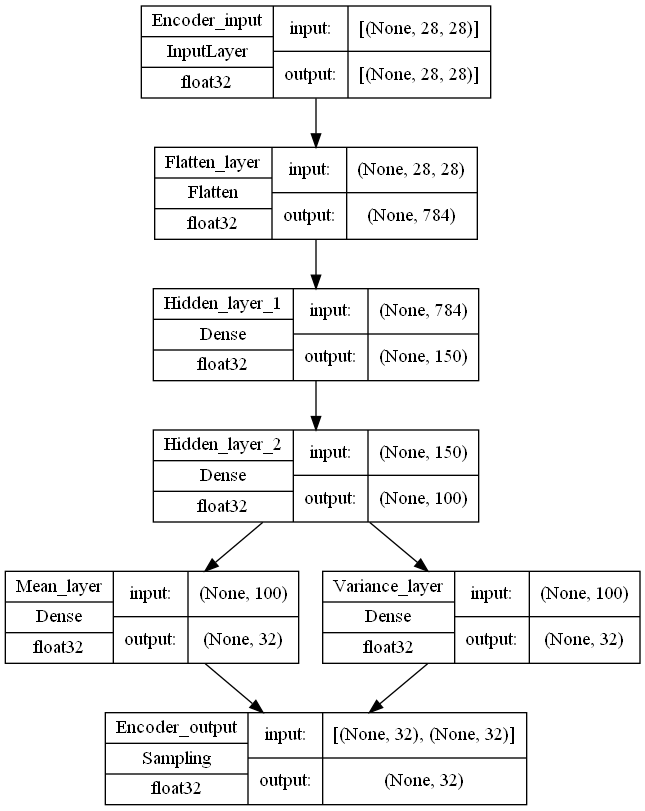 Encoder_input
InputLayer
float32
input:
[(None, 28, 28)]
output:
[(None, 28, 28)]
Flatten_layer
Flatten
float32
input:
(None, 28, 28)
output:
(None, 784)
Hidden_layer_1
Dense
float32
input:
(None, 784)
output:
(None, 150)
Hidden_layer_2
Dense
float32
input:
(None, 150)
output:
(None, 100)
Mean_layer
Dense
float32
input:
(None, 100)
output:
(None, 32)
Variance_layer
Dense
float32
input:
(None, 100)
output:
(None, 32)
Encoder_output
Sampling
float32
input:
[(None, 32), (None, 32)]
output:
(None, 32)